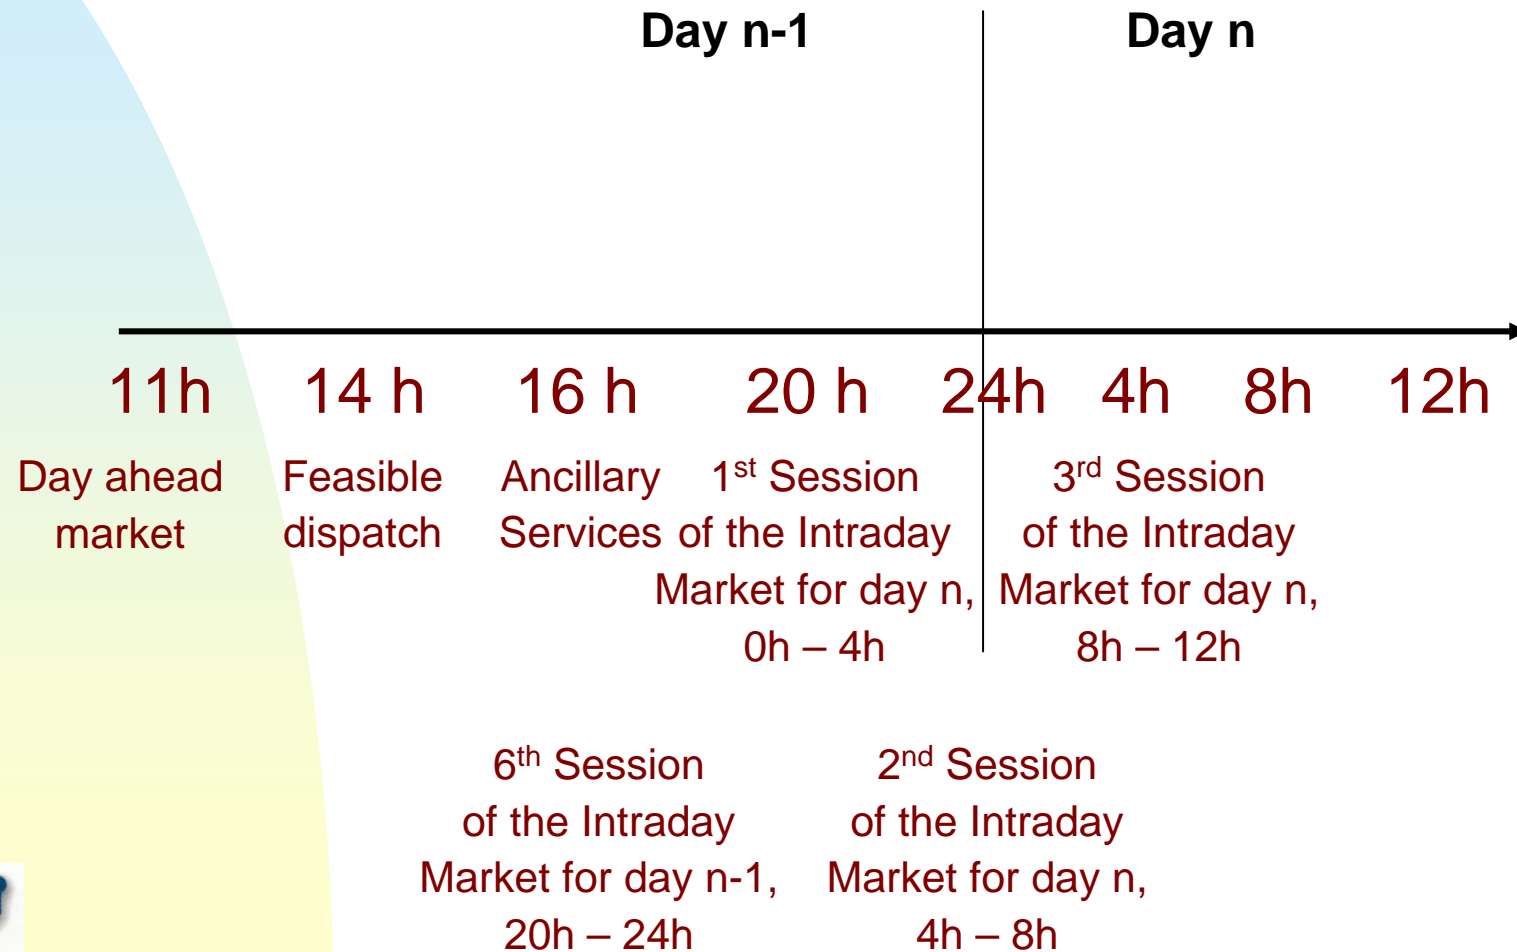 Day n-1
Day n
11h
14 h
16 h
20 h
24h
4h
8h
12h
Day ahead
market
Feasible
dispatch
Ancillary
Services
1st Session
of the Intraday
Market for day n,
0h – 4h
3rd Session
of the Intraday
Market for day n,
8h – 12h
6th Session
of the Intraday
Market for day n-1,
20h – 24h
2nd Session
of the Intraday
Market for day n,
4h – 8h